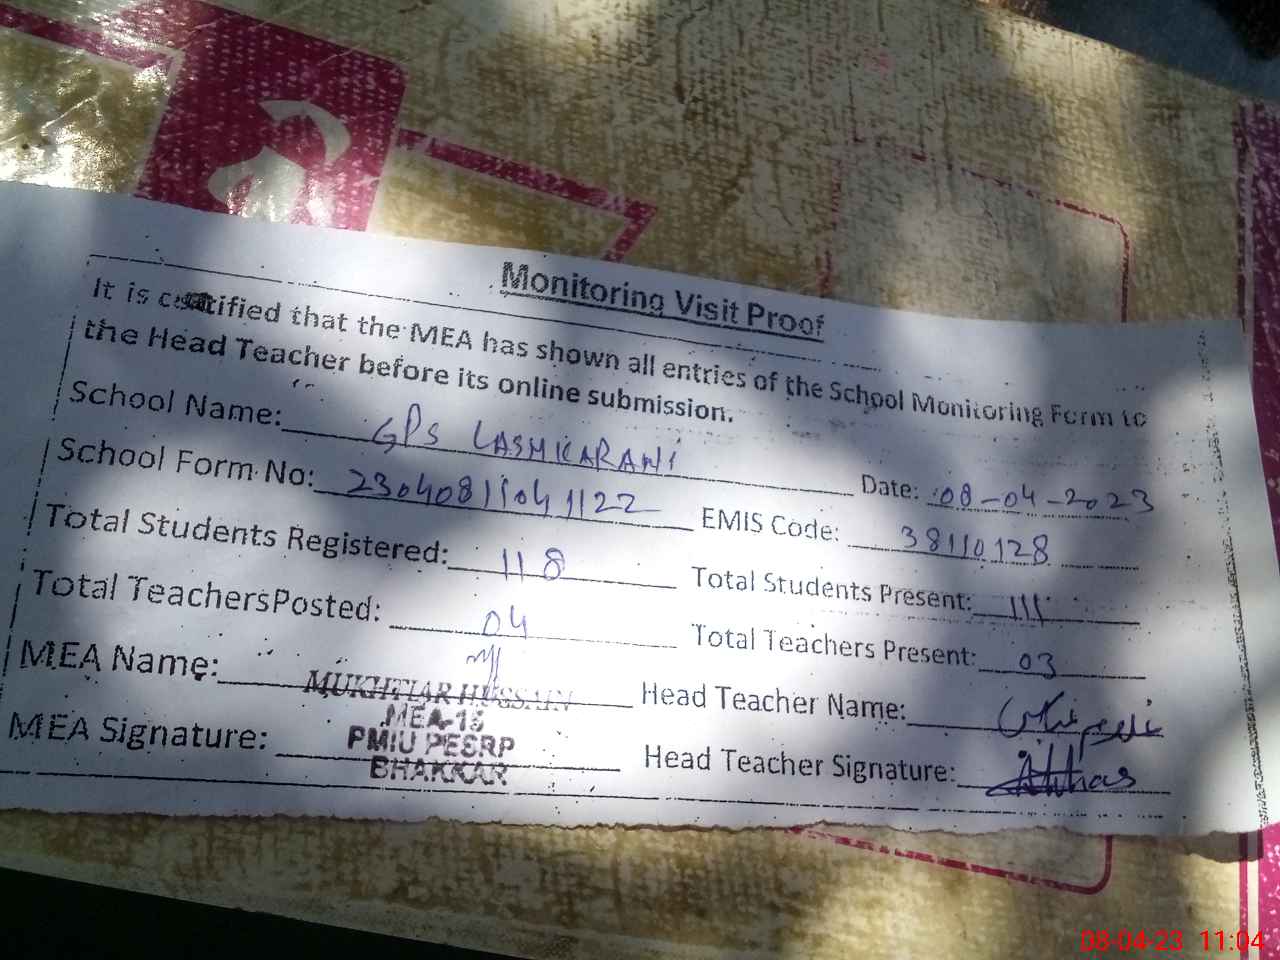 Monitoring Visit Proof
It is certified that the MEA has shown all entries of the School Monitoring Form to
the Head Teacher before its online submission.
School Name: GPS LASHKARANI Date: 08-04-2023
School Form No: 23040811041122 EMIS Code: 38110128
Total Students Registered: 118 Total Students Present: 111
Total TeachersPosted: 04 Total Teachers Present: 03
MEA Name: MUKHTIAR HUSSAIN Head Teacher Name: غلام عباس
MEA-15
MEA Signature: PMIU PESRP Head Teacher Signature:
BHAKKAR
08-04-23 11:04